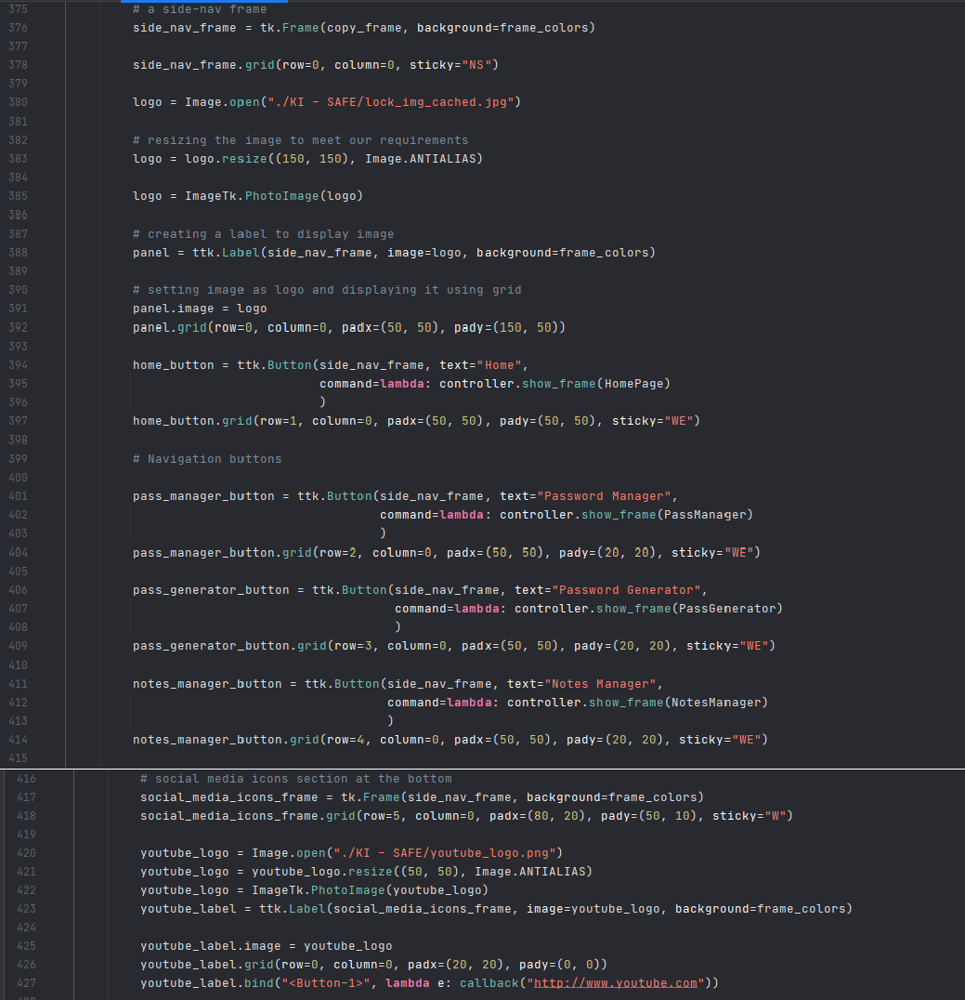 375 # a side-nav frame
376 side_nav_frame = tk.Frame(copy_frame, background=frame_colors)
377
378 side_nav_frame.grid(row=0, column=0, sticky="NS")
379
380 logo = Image.open("./KI - SAFE/lock_img_cached.jpg")
381
382 # resizing the image to meet our requirements
383 logo = logo.resize((150, 150), Image.ANTIALIAS)
384
385 logo = ImageTk.PhotoImage(logo)
386
387 # creating a label to display image
388 panel = ttk.Label(side_nav_frame, image=logo, background=frame_colors)
389
390 # setting image as logo and displaying it using grid
391 panel.image = logo
392 panel.grid(row=0, column=0, padx=(50, 50), pady=(150, 50))
393
394 home_button = ttk.Button(side_nav_frame, text="Home",
395 command=lambda: controller.show_frame(HomePage)
396 )
397 home_button.grid(row=1, column=0, padx=(50, 50), pady=(50, 50), sticky="WE")
398
399 # Navigation buttons
400
401 pass_manager_button = ttk.Button(side_nav_frame, text="Password Manager",
402 command=lambda: controller.show_frame(PassManager)
403 )
404 pass_manager_button.grid(row=2, column=0, padx=(50, 50), pady=(20, 20), sticky="WE")
405
406 pass_generator_button = ttk.Button(side_nav_frame, text="Password Generator",
407 command=lambda: controller.show_frame(PassGenerator)
408 )
409 pass_generator_button.grid(row=3, column=0, padx=(50, 50), pady=(20, 20), sticky="WE")
410
411 notes_manager_button = ttk.Button(side_nav_frame, text="Notes Manager",
412 command=lambda: controller.show_frame(NotesManager)
413 )
414 notes_manager_button.grid(row=4, column=0, padx=(50, 50), pady=(20, 20), sticky="WE")
415
416 # social media icons section at the bottom
417 social_media_icons_frame = tk.Frame(side_nav_frame, background=frame_colors)
418 social_media_icons_frame.grid(row=5, column=0, padx=(80, 20), pady=(50, 10), sticky="W")
419
420 youtube_logo = Image.open("./KI - SAFE/youtube_logo.png")
421 youtube_logo = youtube_logo.resize((50, 50), Image.ANTIALIAS)
422 youtube_logo = ImageTk.PhotoImage(youtube_logo)
423 youtube_label = ttk.Label(social_media_icons_frame, image=youtube_logo, background=frame_colors)
424
425 youtube_label.image = youtube_logo
426 youtube_label.grid(row=0, column=0, padx=(20, 20), pady=(0, 0))
427 youtube_label.bind("<Button-1>", lambda e: callback("http://www.youtube.com"))